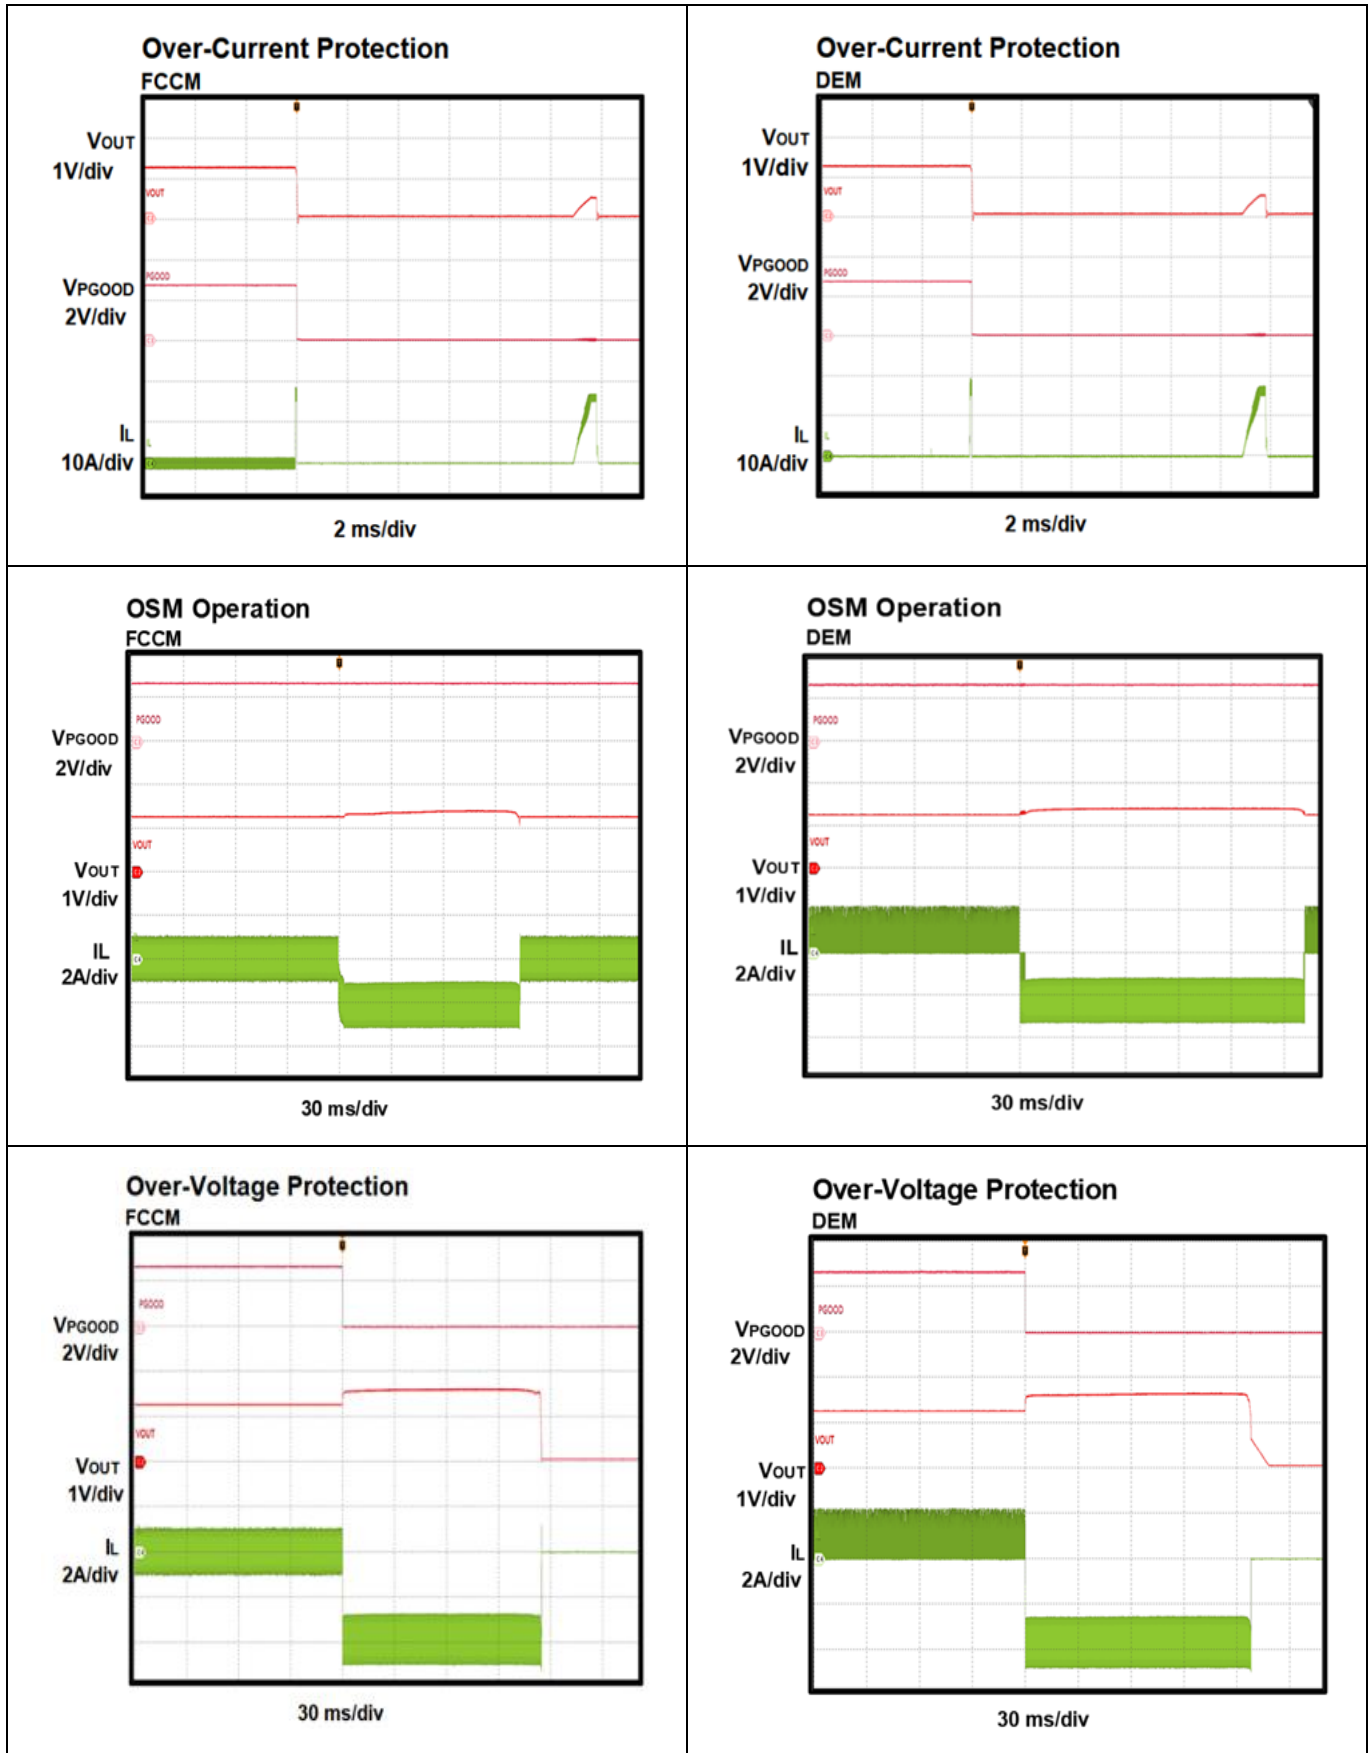 Over-Current Protection
FCCM
VOUT
1V/div
VOUT
PGOOD
VPGOOD
2V/div
IL
10A/div
2 ms/div
Over-Current Protection
DEM
VOUT
1V/div
VOUT
VPGOOD
PGOOD
2V/div
IL
10A/div
2 ms/div
OSM Operation
FCCM
PGOOD
VPGOOD
2V/div
VOUT
VOUT
1V/div
IL
2A/div
30 ms/div
OSM Operation
DEM
PGOOD
VPGOOD
2V/div
VOUT
VOUT
1V/div
IL
2A/div
30 ms/div
Over-Voltage Protection
FCCM
PGOOD
VPGOOD
2V/div
VOUT
VOUT
1V/div
IL
2A/div
30 ms/div
Over-Voltage Protection
DEM
PGOOD
VPGOOD
2V/div
VOUT
VOUT
1V/div
IL
2A/div
30 ms/div